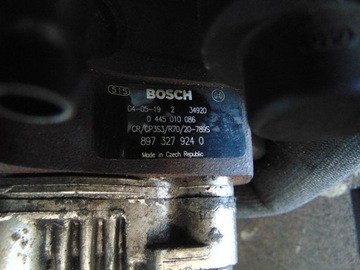 515 BOSCH
04-05-19 2 34920
0 445 010 086
CR/CP3S3/R70/20-789S
897 327 924 0
Made in Czech Republic